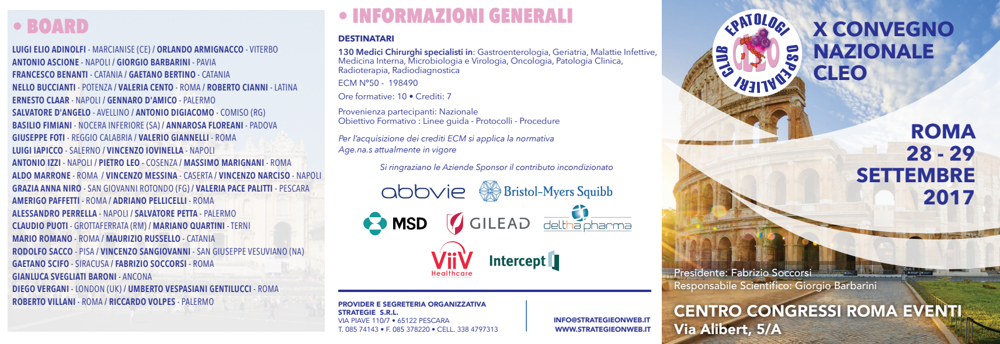 • BOARD
LUIGI ELIO ADINOLFI - MARCIANISE (CE) / ORLANDO ARMIGNACCO - VITERBO
ANTONIO ASCIONE - NAPOLI / GIORGIO BARBARINI - PAVIA
FRANCESCO BENANTI - CATANIA / GAETANO BERTINO - CATANIA
NELLO BUCCIANTI - POTENZA / VALERIA CENTO - ROMA / ROBERTO CIANNI - LATINA
ERNESTO CLAAR - NAPOLI / GENNARO D'AMICO - PALERMO
SALVATORE D'ANGELO - AVELLINO / ANTONIO DIGIACOMO - COMISO (RG)
BASILIO FIMIANI - NOCERA INFERIORE (SA) / ANNAROSA FLOREANI - PADOVA
GIUSEPPE FOTI - REGGIO CALABRIA / VALERIO GIANNELLI - ROMA
LUIGI IAPICCO - SALERNO / VINCENZO IOVINELLA - NAPOLI
ANTONIO IZZI - NAPOLI / PIETRO LEO - COSENZA / MASSIMO MARIGNANI - ROMA
ALDO MARRONE - ROMA / VINCENZO MESSINA - CASERTA / VINCENZO NARCISO - NAPOLI
GRAZIA ANNA NIRO - SAN GIOVANNI ROTONDO (FG) / VALERIA PACE PALITTI - PESCARA
AMERIGO PAFFETTI - ROMA / ADRIANO PELLICELLI - ROMA
ALESSANDRO PERRELLA - NAPOLI / SALVATORE PETTA - PALERMO
CLAUDIO PUOTI - GROTTAFERRATA (RM) / MARIANO QUARTINI - TERNI
MARIO ROMANO - ROMA / MAURIZIO RUSSELLO - CATANIA
RODOLFO SACCO - PISA / VINCENZO SANGIOVANNI - SAN GIUSEPPE VESUVIANO (NA)
GAETANO SCIFO - SIRACUSA / FABRIZIO SOCCORSI - ROMA
GIANLUCA SVEGLIATI BARONI - ANCONA
DIEGO VERGANI - LONDON (UK) / UMBERTO VESPASIANI GENTILUCCI - ROMA
ROBERTO VILLANI - ROMA / RICCARDO VOLPES - PALERMO
• INFORMAZIONI GENERALI
DESTINATARI
130 Medici Chirurghi specialisti in: Gastroenterologia, Geriatria, Malattie Infettive,
Medicina Interna, Microbiologia e Virologia, Oncologia, Patologia Clinica,
Radioterapia, Radiodiagnostica
ECM N°50 - 198490
Ore formative: 10 • Crediti: 7
Provenienza partecipanti: Nazionale
Obiettivo Formativo : Linee guida - Protocolli - Procedure
Per l'acquisizione dei crediti ECM si applica la normativa
Age.na.s attualmente in vigore
Si ringraziano le Aziende Sponsor il contributo incondizionato
abbvie Bristol-Myers Squibb
MSD GILEAD delthapharma
ViiV Healthcare Intercept
PROVIDER E SEGRETERIA ORGANIZZATIVA
STRATEGIE S.R.L.
VIA PIAVE 110/7 • 65122 PESCARA
T. 085 74143 • F. 085 378220 • CELL. 338 4797313
INFO@STRATEGIEONWEB.IT
WWW.STRATEGIEONWEB.IT
CLUB EPATOLOGI OSPEDALIERI
CLEO
X CONVEGNO
NAZIONALE
CLEO
ROMA
28 - 29
SETTEMBRE
2017
Presidente: Fabrizio Soccorsi
Responsabile Scientifico: Giorgio Barbarini
CENTRO CONGRESSI ROMA EVENTI
Via Alibert, 5/A